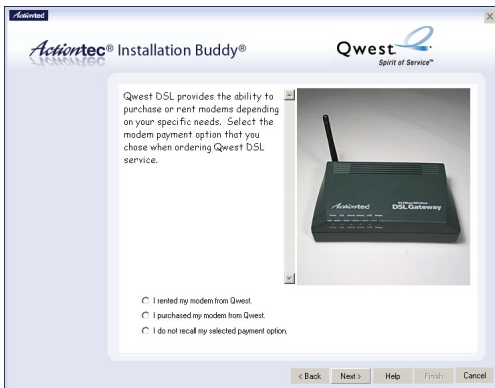 Actiontec
Actiontec® Installation Buddy®
Qwest
Spirit of Service™
Qwest DSL provides the ability to
purchase or rent modems depending
on your specific needs. Select the
modem payment option that you
chose when ordering Qwest DSL
service.
Actiontec
DSL Gateway
I rented my modem from Qwest.
I purchased my modem from Qwest.
I do not recall my selected payment option.
< Back
Next >
Help
Finish
Cancel